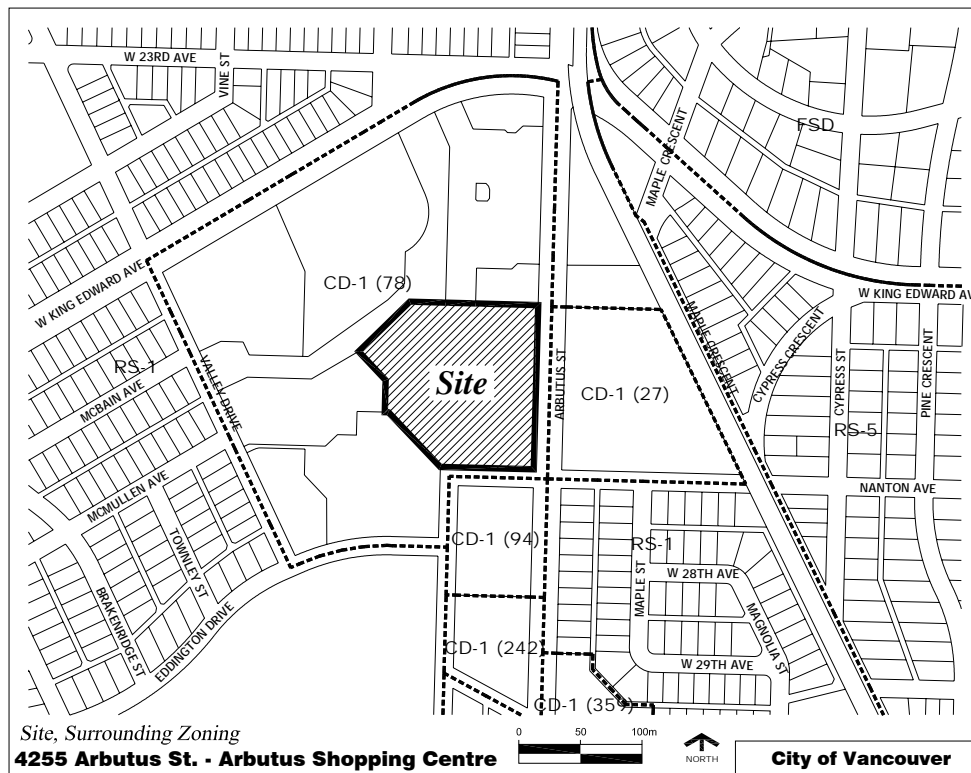 W 23RD AVE
VINE ST
FSD
MAPLE CRESCENT
W KING EDWARD AVE
CD-1 (78)
W KING EDWARD AV
RS-1
MCBAIN AVE
VALLEY DRIVE
Site
ARBUTUS ST
CD-1 (27)
MAPLE CRESCENT
CYPRESS CRESCENT
CYPRESS ST
PINE CRESCENT
RS-5
MCMULLEN AVE
NANTON AVE
TOWNLEY ST
BRAKENRIDGE ST
EDDINGTON DRIVE
CD-1 (94)
RS-1
MAPLE ST
W 28TH AVE
MAGNOLIA ST
CD-1 (242)
W 29TH AVE
CD-1 (359)
Site, Surrounding Zoning
4255 Arbutus St. - Arbutus Shopping Centre
0 50 100m
NORTH
City of Vancouver